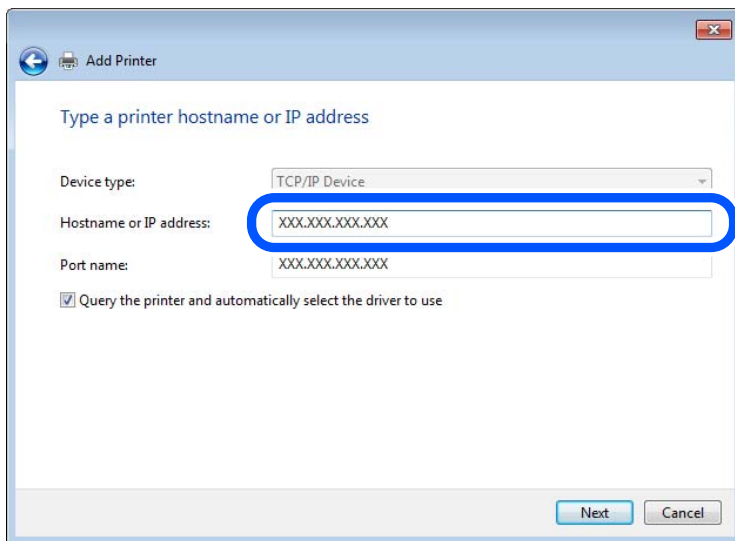 Add Printer
Type a printer hostname or IP address
Device type: TCP/IP Device
Hostname or IP address: XXX.XXX.XXX.XXX
Port name: XXX.XXX.XXX.XXX
Query the printer and automatically select the driver to use
Next Cancel